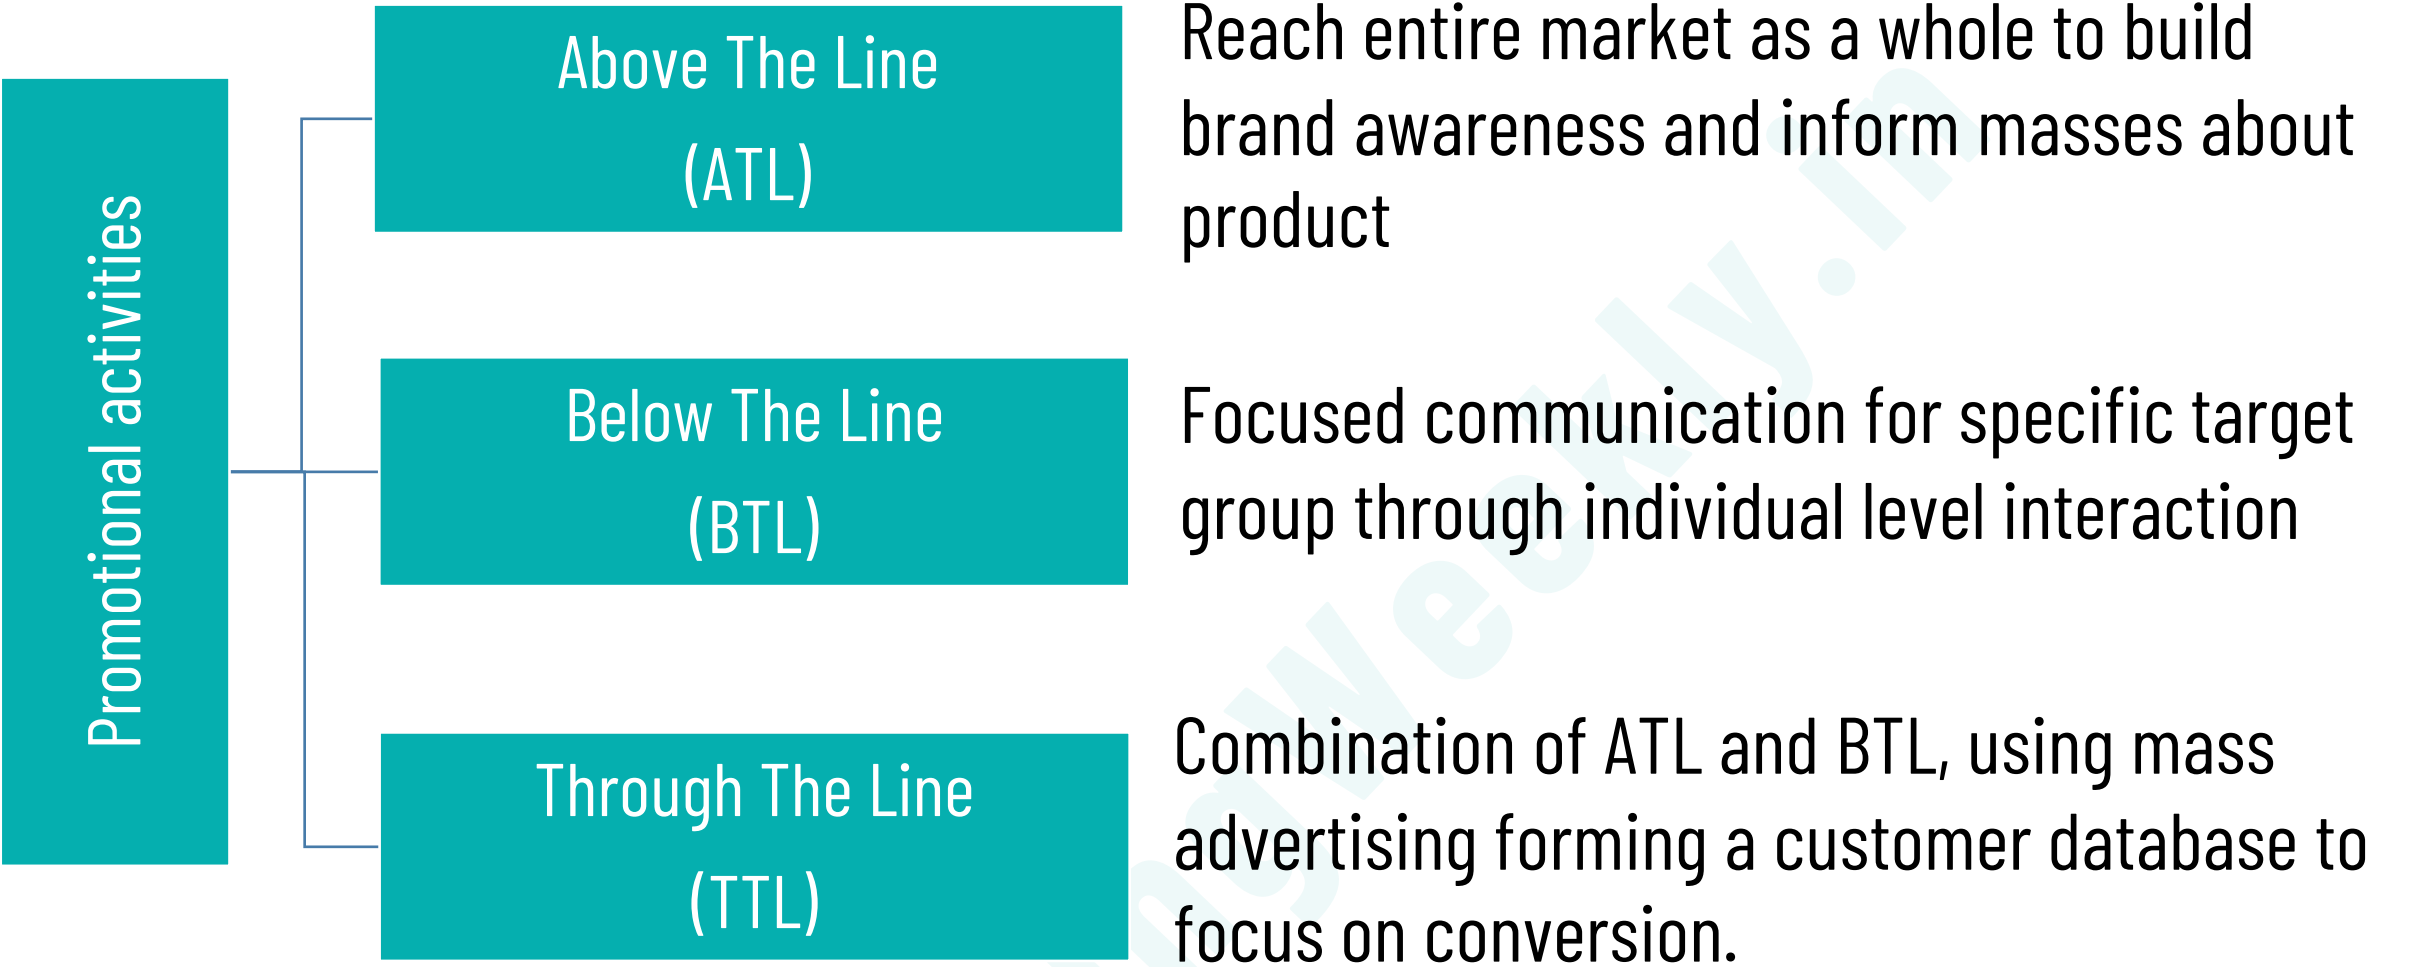 Promotional activities
Above The Line
(ATL)
Reach entire market as a whole to build
brand awareness and inform masses about
product
Below The Line
(BTL)
Focused communication for specific target
group through individual level interaction
Through The Line
(TTL)
Combination of ATL and BTL, using mass
advertising forming a customer database to
focus on conversion.
ngWeekly.in